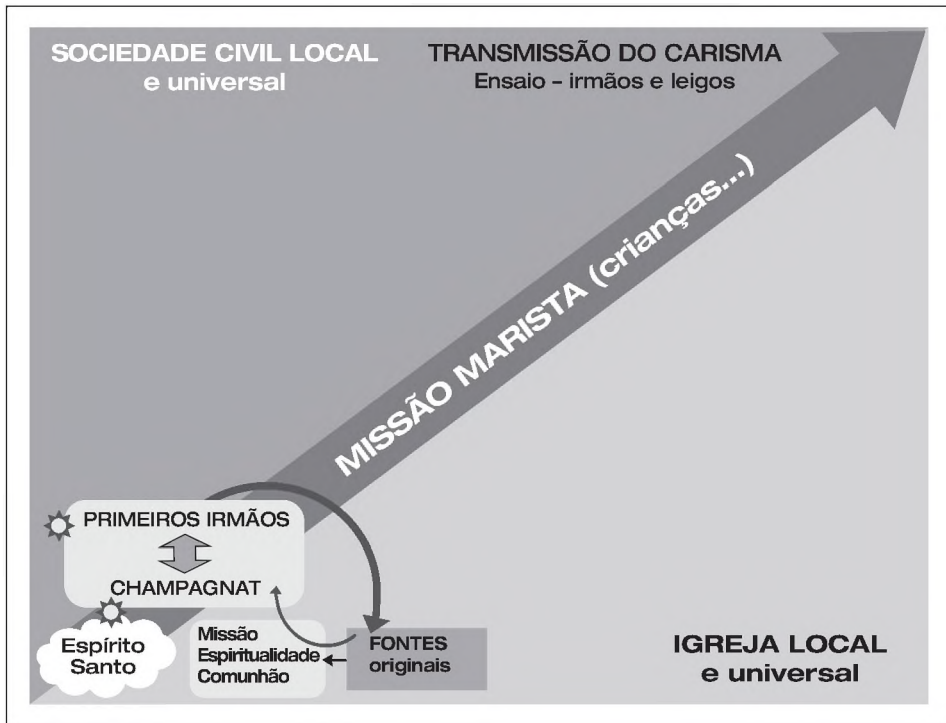 SOCIEDADE CIVIL LOCAL
e universal
TRANSMISSÃO DO CARISMA
Ensaio – irmãos e leigos
MISSÃO MARISTA (crianças...)
PRIMEIROS IRMÃOS
CHAMPAGNAT
Espírito
Santo
Missão
Espiritualidade
Comunhão
FONTES
originais
IGREJA LOCAL
e universal